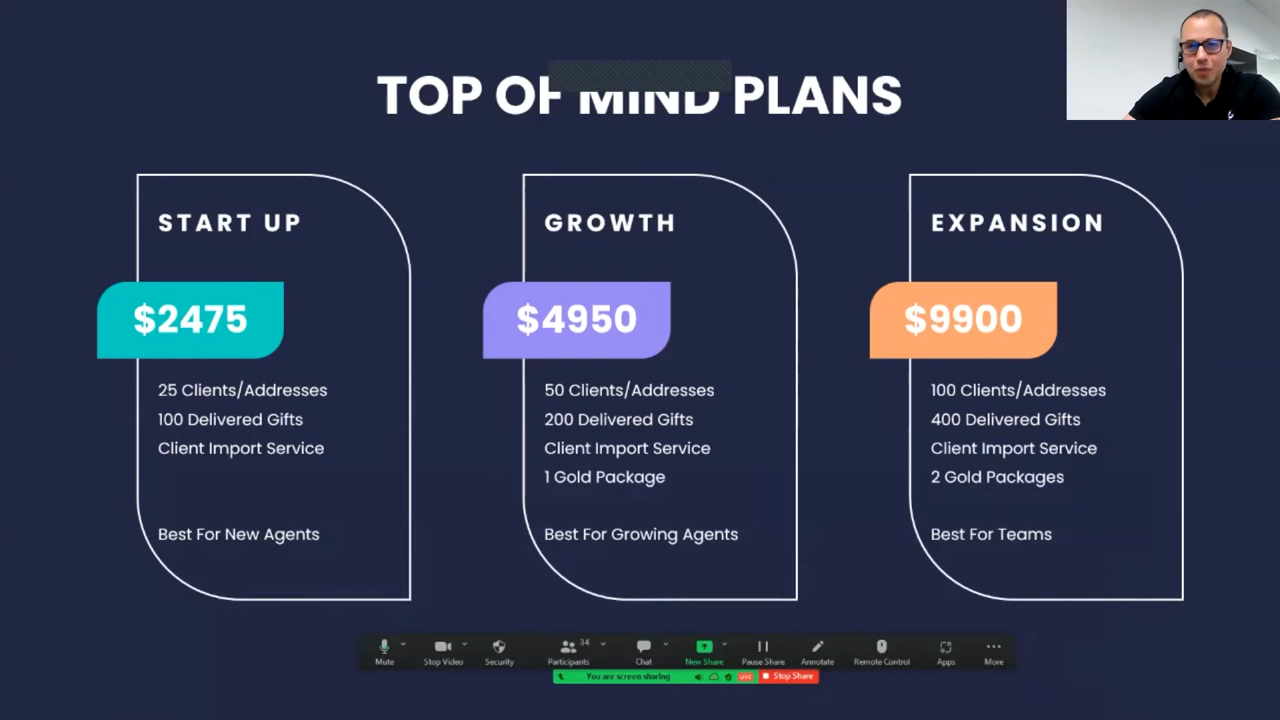 TOP OF MIND PLANS
START UP
$2475
25 Clients/Addresses
100 Delivered Gifts
Client Import Service
Best For New Agents
GROWTH
$4950
50 Clients/Addresses
200 Delivered Gifts
Client Import Service
1 Gold Package
Best For Growing Agents
EXPANSION
$9900
100 Clients/Addresses
400 Delivered Gifts
Client Import Service
2 Gold Packages
Best For Teams
Mute Stop Video Security Participants 34 Chat New Share Pause Share Annotate Remote Control Apps More
You are screen sharing LIVE Stop Share